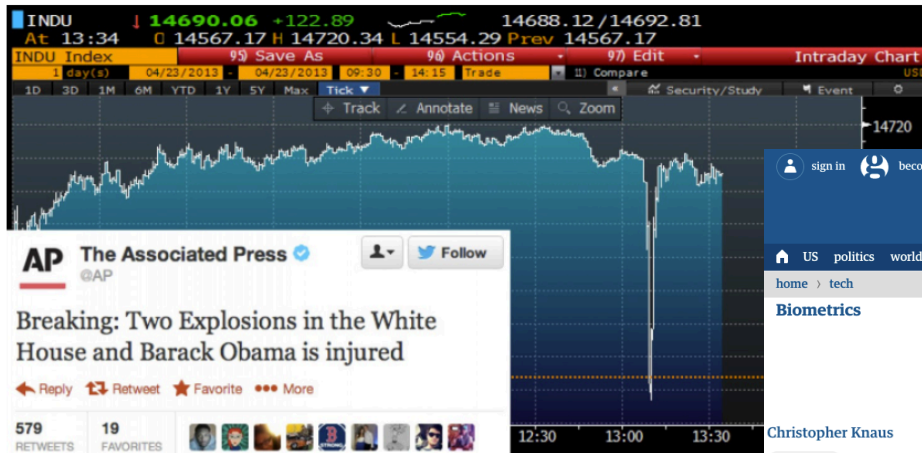 INDU 14690.06 +122.89 14688.12/14692.81
At 13:34 O 14567.17 H 14720.34 L 14554.29 Prev 14567.17
INDU Index 95) Save As 96) Actions 97) Edit Intraday Chart
1 day(s) 04/23/2013 - 04/23/2013 09:30 - 14:15 Trade 11) Compare US
1D 3D 1M 6M YTD 1Y 5Y Max Tick Security/Study Event
Track Annotate News Zoom
14720
sign in beco
US politics world
home › tech
Biometrics
Christopher Knaus
AP The Associated Press
@AP
Follow
Breaking: Two Explosions in the White
House and Barack Obama is injured
Reply Retweet Favorite More
579 19
RETWEETS FAVORITES
12:30 13:00 13:30